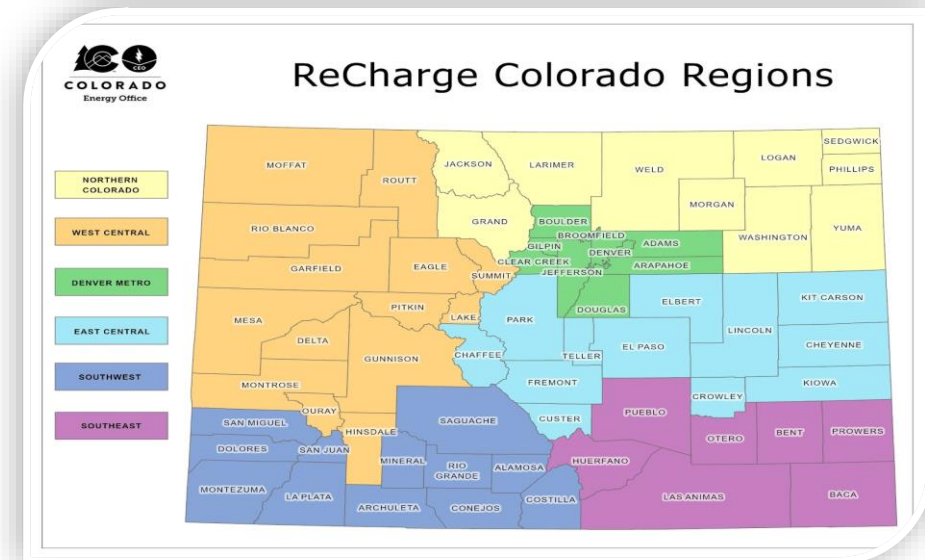 CEO
COLORADO
Energy Office
ReCharge Colorado Regions
NORTHERN
COLORADO
WEST CENTRAL
DENVER METRO
EAST CENTRAL
SOUTHWEST
SOUTHEAST
MOFFAT
ROUTT
JACKSON
LARIMER
WELD
LOGAN
SEDGWICK
PHILLIPS
MORGAN
RIO BLANCO
GRAND
BOULDER
BROOMFIELD
WASHINGTON
YUMA
GILPIN
DENVER
ADAMS
GARFIELD
EAGLE
SUMMIT
CLEAR CREEK
JEFFERSON
ARAPAHOE
MESA
PITKIN
LAKE
PARK
DOUGLAS
ELBERT
LINCOLN
KIT CARSON
DELTA
GUNNISON
CHAFFEE
TELLER
EL PASO
CHEYENNE
MONTROSE
FREMONT
CROWLEY
KIOWA
OURAY
SAN MIGUEL
HINSDALE
SAGUACHE
CUSTER
PUEBLO
OTERO
BENT
PROWERS
DOLORES
SAN JUAN
MINERAL
RIO
GRANDE
ALAMOSA
HUERFANO
MONTEZUMA
LA PLATA
ARCHULETA
CONEJOS
COSTILLA
LAS ANIMAS
BACA